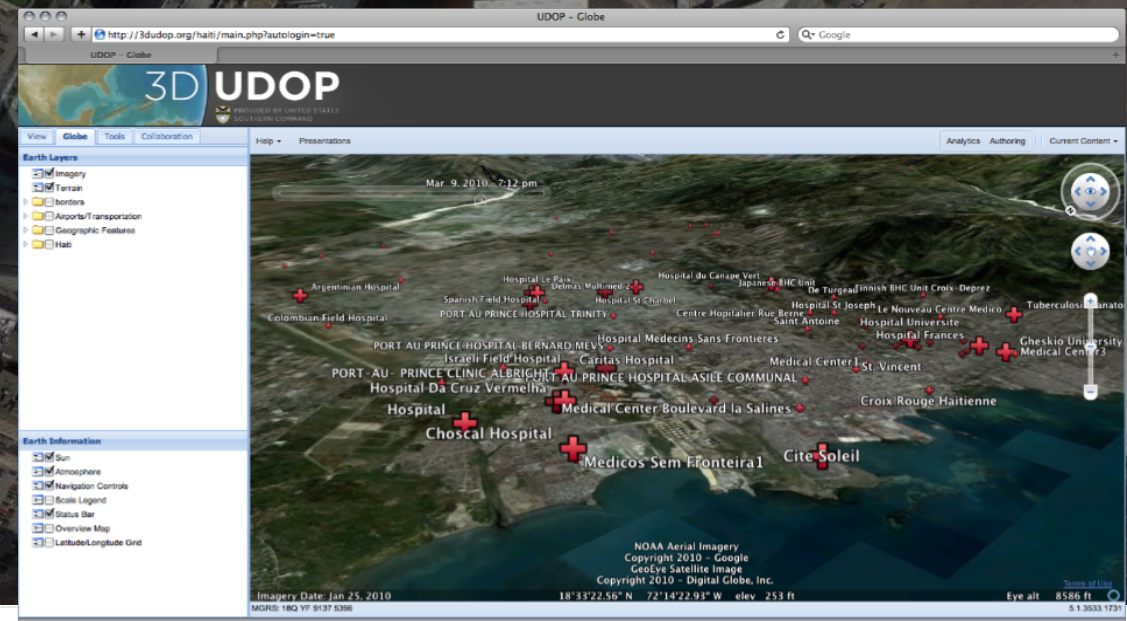 UDOP – Globe
http://3dudop.org/haiti/main.php?autologin=true
Google
UDOP – Globe
3D UDOP
PROVIDED BY UNITED STATES
SOUTHERN COMMAND
View Globe Tools Collaboration
Help Presentations
Analytics Authoring Current Content
Earth Layers
Imagery
Terrain
borders
Airports/Transportation
Geographic Features
Haiti
Mar. 9, 2010 7:12 pm
Hospital Le Paix
Hospital du Canape Vert
Argentinian Hospital
Delmas Multimed 2
Japanese BHC Unit
De Turgeau
Finnish BHC Unit Croix-Deprez
Spanish Field Hospital
Hospital St Charbel
Hospital St Joseph
Le Nouveau Centre Medico
Colombian Field Hospital
PORT AU PRINCE HOSPITAL TRINITY
Centre Hopitalier Rue Berne
Saint Antoine
Hospital Universite
Hospital Medecins Sans Frontieres
Hospital Frances
PORT AU PRINCE HOSPITAL BERNARD MEVS
Gheskio University
Israeli Field Hospital
Caritas Hospital
Medical Center1
St. Vincent
Medical Center3
PORT-AU- PRINCE CLINIC ALBRIGHT
PORT AU PRINCE HOSPITAL ASILE COMMUNAL
Hospital Da Cruz Vermelha
Croix Rouge Haitienne
Hospital
Medical Center Boulevard la Salines
Choscal Hospital
Cite Soleil
Medicos Sem Fronteira1
Earth Information
Sun
Atmosphere
Navigation Controls
Scale Legend
Status Bar
Overview Map
Latitude/Longitude Grid
NOAA Aerial Imagery
Copyright 2010 – Google
GeoEye Satellite Image
Copyright 2010 – Digital Globe, Inc.
Terms of Use
Imagery Date: Jan 25, 2010
18°33'22.56" N 72°14'22.93" W elev 253 ft
Eye alt 8586 ft
MGRS: 18Q YF 9137 5396
5.1.3533.1731